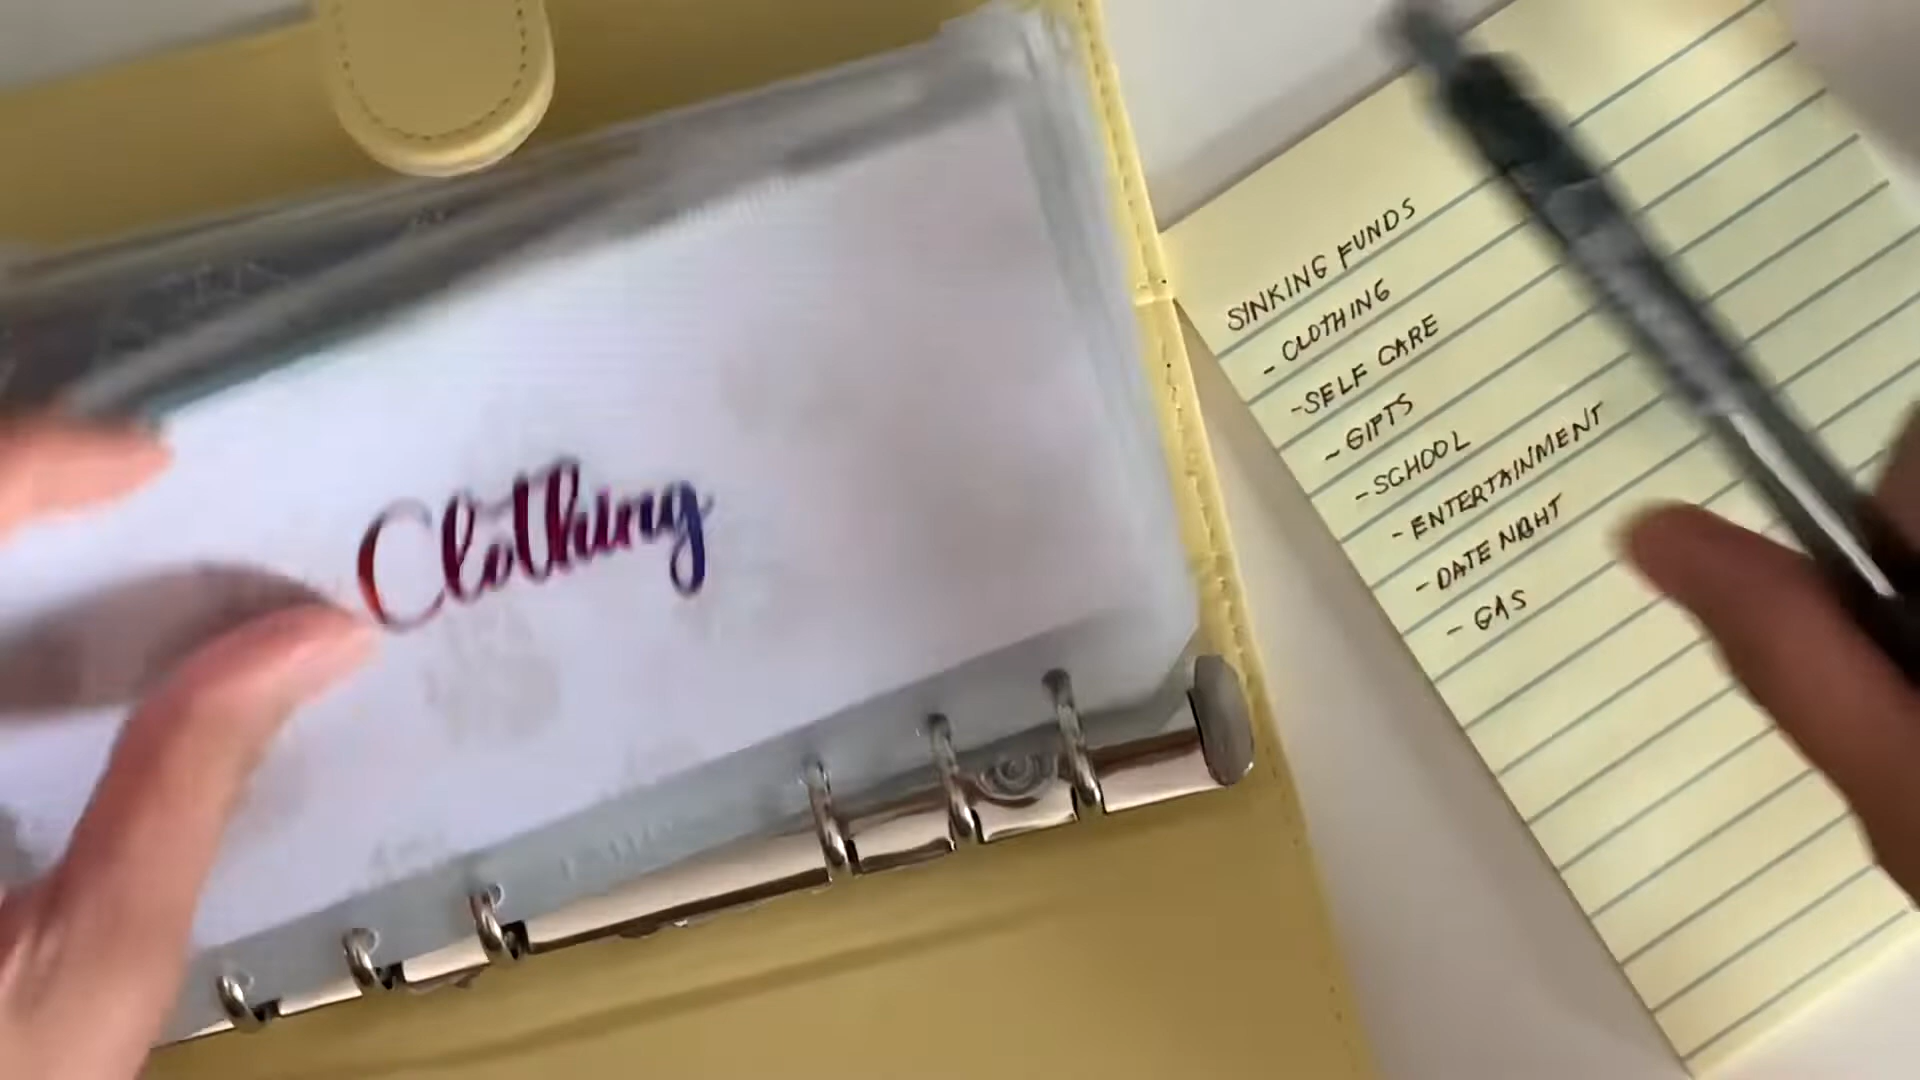 Clothing
SINKING FUNDS
- CLOTHING
- SELF CARE
- GIFTS
- SCHOOL
- ENTERTAINMENT
- DATE NIGHT
- GAS